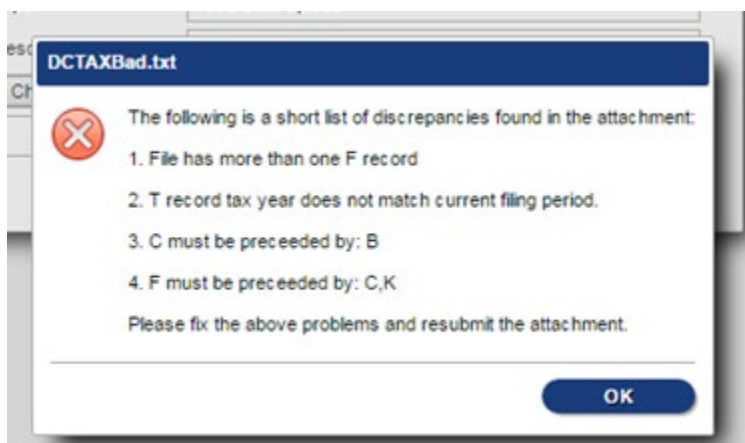 DCTAXBad.txt
The following is a short list of discrepancies found in the attachment:
1. File has more than one F record
2. T record tax year does not match current filing period.
3. C must be preceeded by: B
4. F must be preceeded by: C,K
Please fix the above problems and resubmit the attachment.
OK